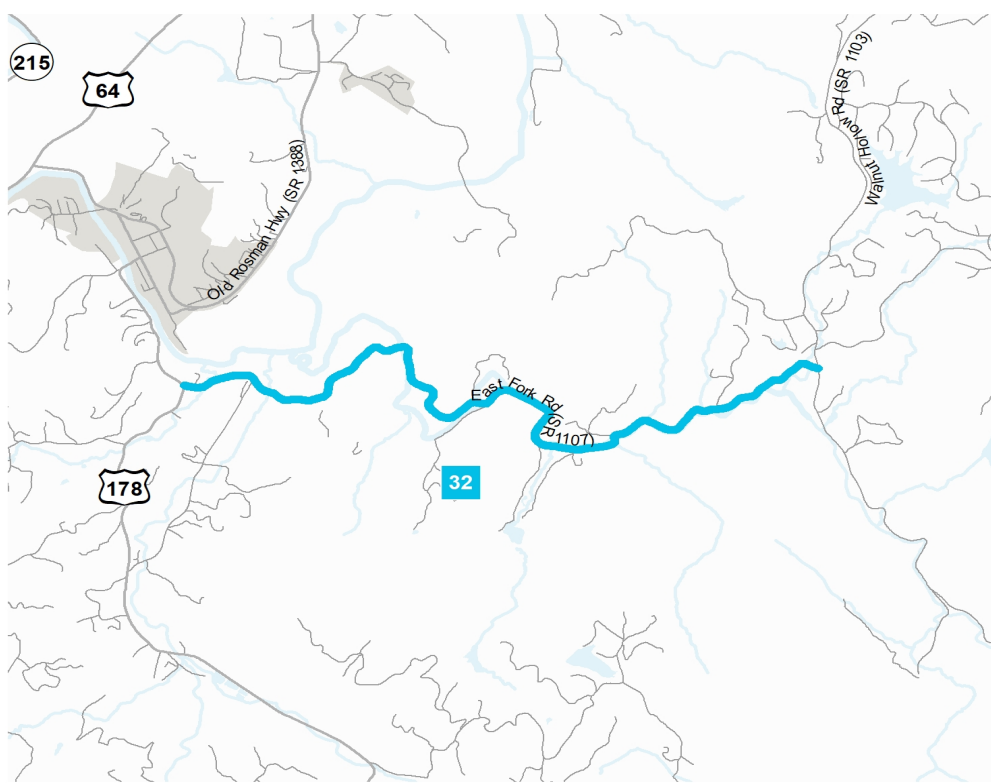 215
64
Old Rosman Hwy (SR 1388)
Walnut Hollow Rd (SR 1103)
East Fork Rd (SR 1107)
178
32